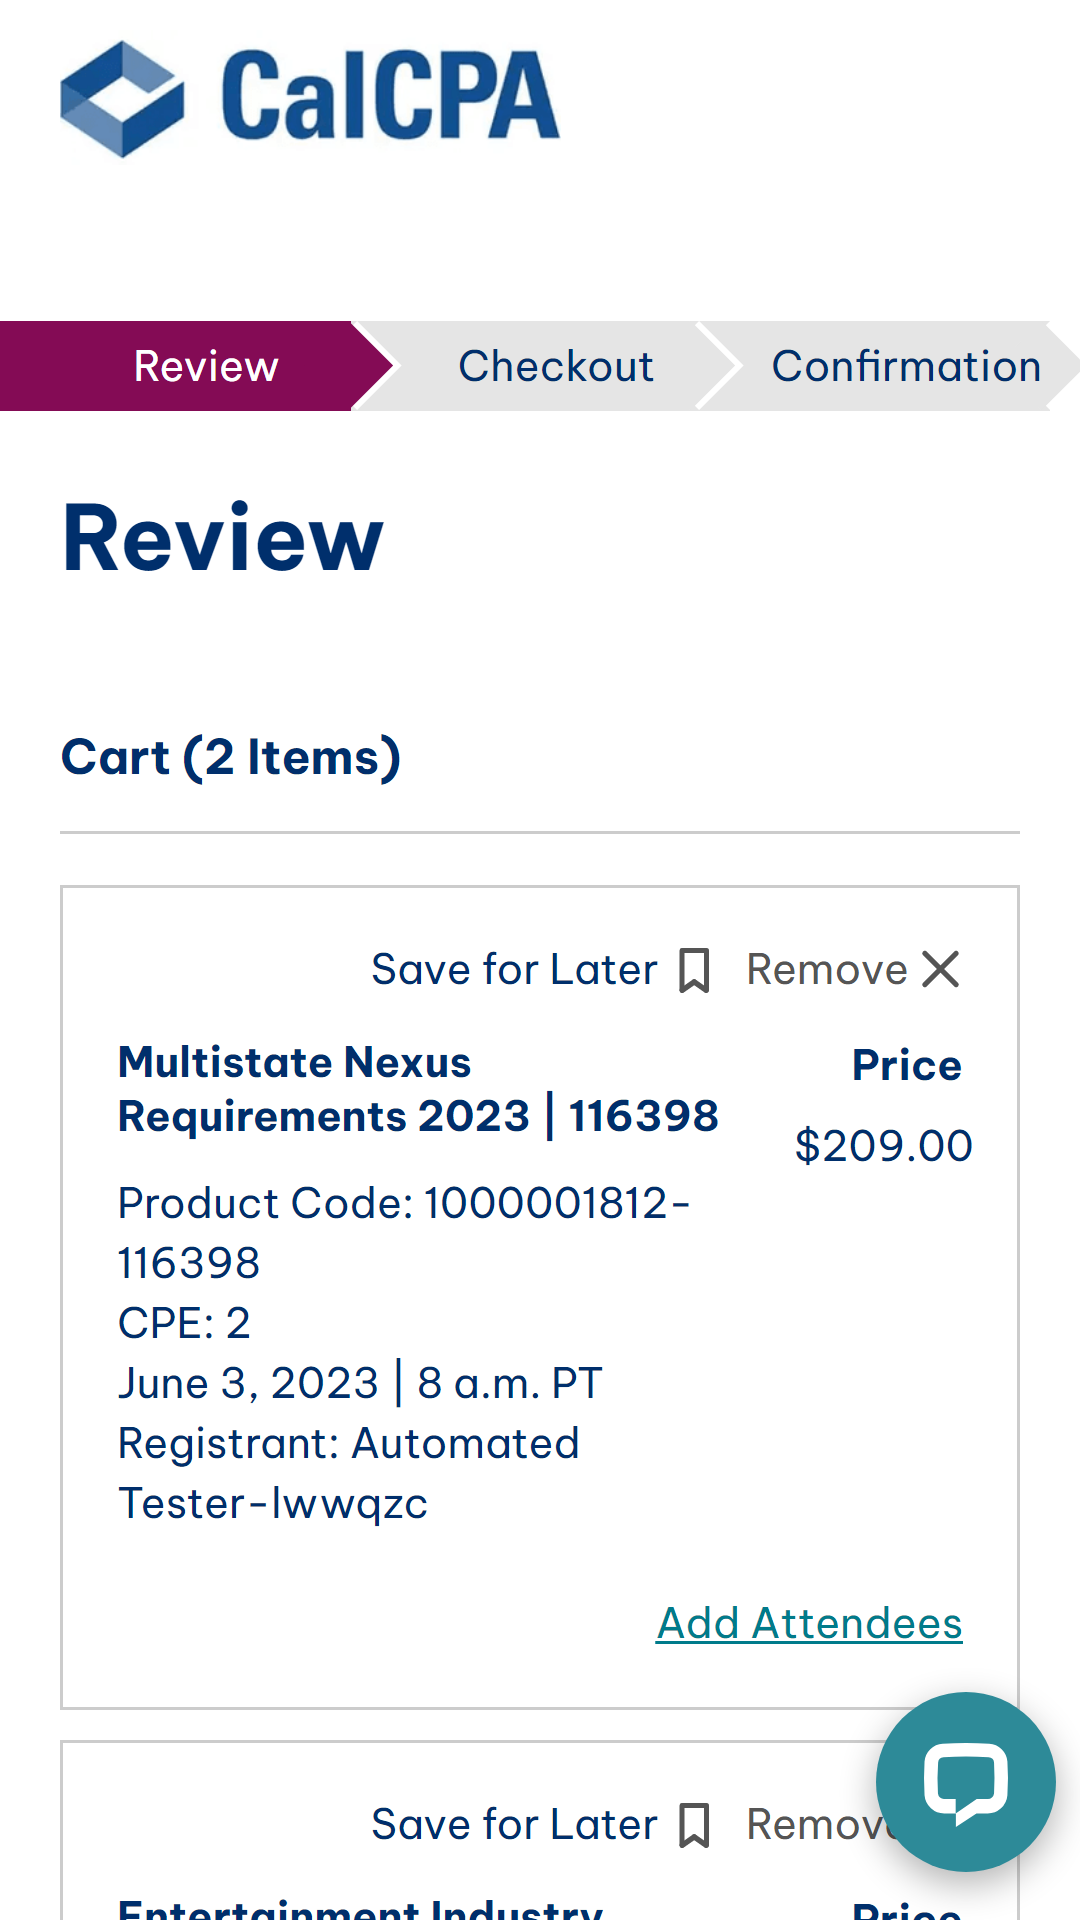 CalCPA
Review
Checkout
Confirmation
Review
Cart (2 Items)
Save for Later
Remove
Multistate Nexus
Requirements 2023 | 116398
Price
$209.00
Product Code: 1000001812-
116398
CPE: 2
June 3, 2023 | 8 a.m. PT
Registrant: Automated
Tester-lwwqzc
Add Attendees
Save for Later
Remove
Entertainment Industry
Price